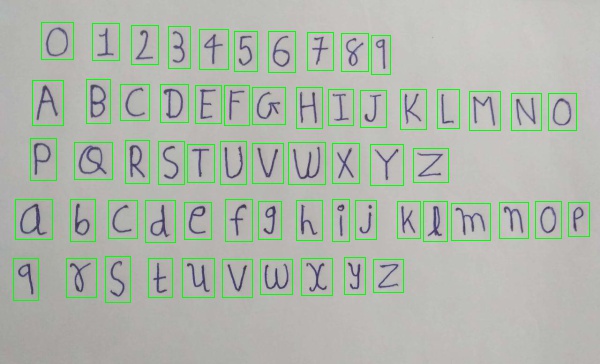 0 1 2 3 4 5 6 7 8 9
A B C D E F G H I J K L M N O
P Q R S T U V W X Y Z
a b c d e f g h i j k l m n o p
q r s t u v w x y z